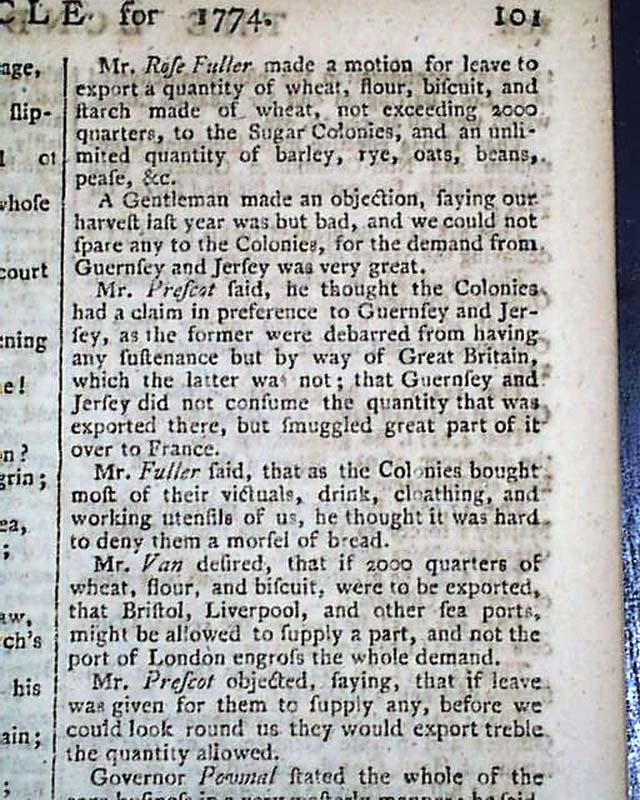 CLE for 1774. 101
age,
flip-
ot
whose
court
ening
e!
n?
grin;
ea,
;
aw,
ch's
his
ain;
;
Mr. Roſe Fuller made a motion for leave to
export a quantity of wheat, flour, biſcuit, and
ſtarch made of wheat, not exceeding 2000
quarters, to the Sugar Colonies, and an unli-
mited quantity of barley, rye, oats, beans,
peaſe, &c.
A Gentleman made an objection, ſaying our
harveſt laſt year was but bad, and we could not
ſpare any to the Colonies, for the demand from
Guernſey and Jerſey was very great.
Mr. Preſcot ſaid, he thought the Colonies
had a claim in preference to Guernſey and Jer-
ſey, as the former were debarred from having
any ſuſtenance but by way of Great Britain,
which the latter was not; that Guernſey and
Jerſey did not conſume the quantity that was
exported there, but ſmuggled great part of it
over to France.
Mr. Fuller ſaid, that as the Colonies bought
moſt of their victuals, drink, cloathing, and
working utenſils of us, he thought it was hard
to deny them a morſel of bread.
Mr. Van deſired, that if 2000 quarters of
wheat, flour, and biſcuit, were to be exported,
that Briſtol, Liverpool, and other ſea ports,
might be allowed to ſupply a part, and not the
port of London engroſs the whole demand.
Mr. Preſcot objected, ſaying, that if leave
was given for them to ſupply any, before we
could look round us they would export treble
the quantity allowed.
Governor Pownal ſtated the whole of the